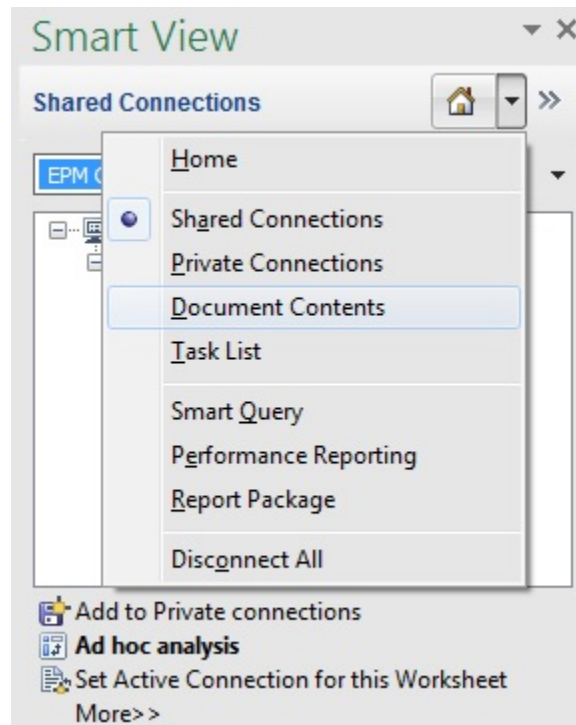 Smart View
Shared Connections
EPM
Home
Shared Connections
Private Connections
Document Contents
Task List
Smart Query
Performance Reporting
Report Package
Disconnect All
Add to Private connections
Ad hoc analysis
Set Active Connection for this Worksheet
More>>